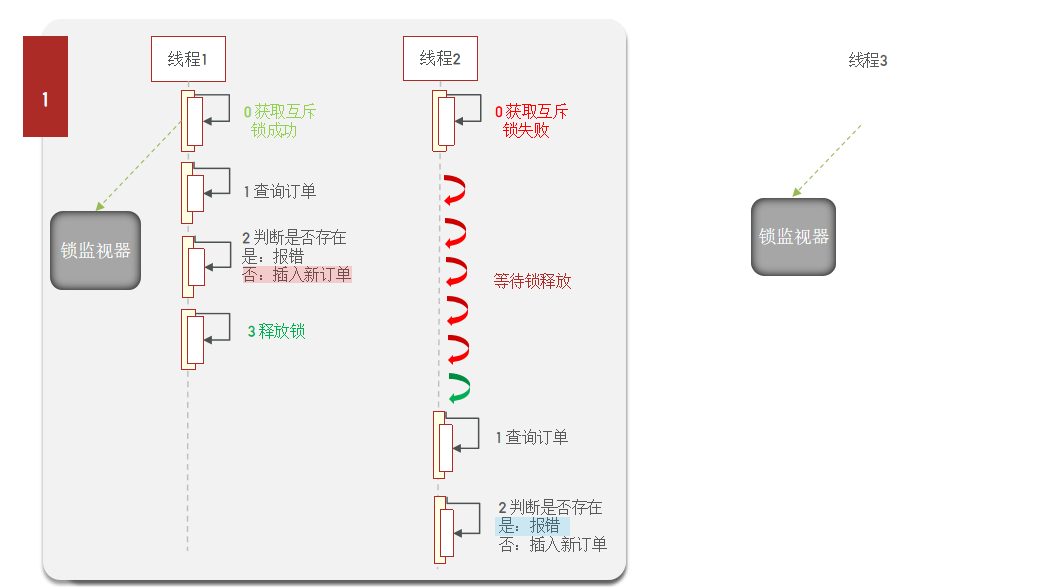 1
线程1
0 获取互斥
锁成功
锁监视器
1 查询订单
2 判断是否存在
是：报错
否：插入新订单
3 释放锁
线程2
0 获取互斥
锁失败
等待锁释放
1 查询订单
2 判断是否存在
是：报错
否：插入新订单
线程3
锁监视器